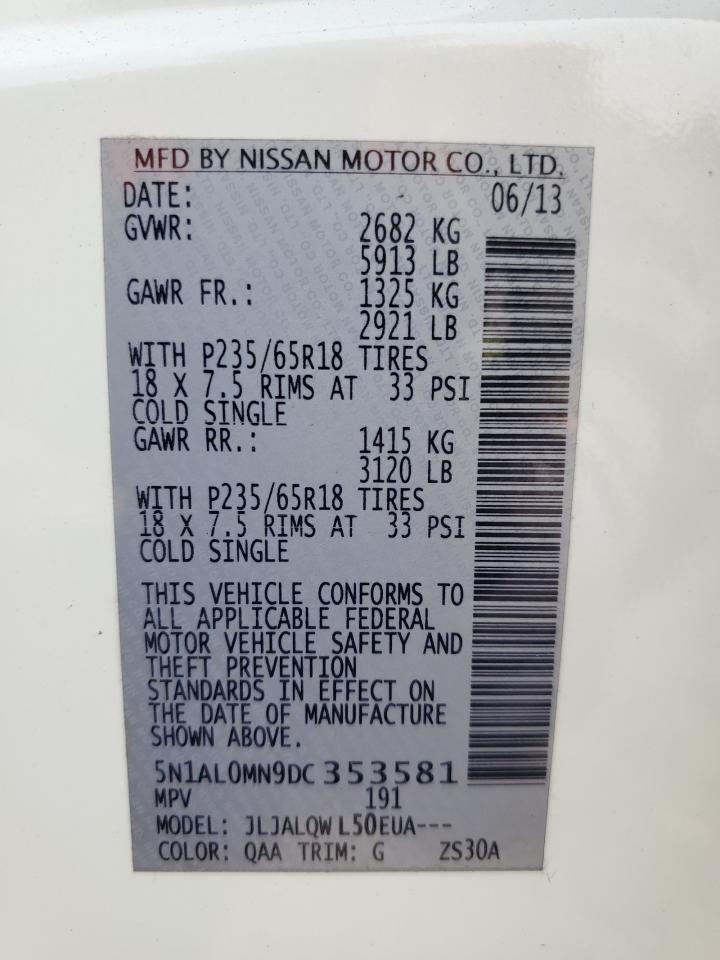 MFD BY NISSAN MOTOR CO., LTD.
DATE: 06/13
GVWR: 2682 KG
5913 LB
GAWR FR.: 1325 KG
2921 LB
WITH P235/65R18 TIRES
18 X 7.5 RIMS AT 33 PSI
COLD SINGLE
GAWR RR.: 1415 KG
3120 LB
WITH P235/65R18 TIRES
18 X 7.5 RIMS AT 33 PSI
COLD SINGLE
THIS VEHICLE CONFORMS TO
ALL APPLICABLE FEDERAL
MOTOR VEHICLE SAFETY AND
THEFT PREVENTION
STANDARDS IN EFFECT ON
THE DATE OF MANUFACTURE
SHOWN ABOVE.
5N1AL0MN9DC353581
MPV 191
MODEL: JLJALQWL50EUA---
COLOR: QAA TRIM: G ZS30A